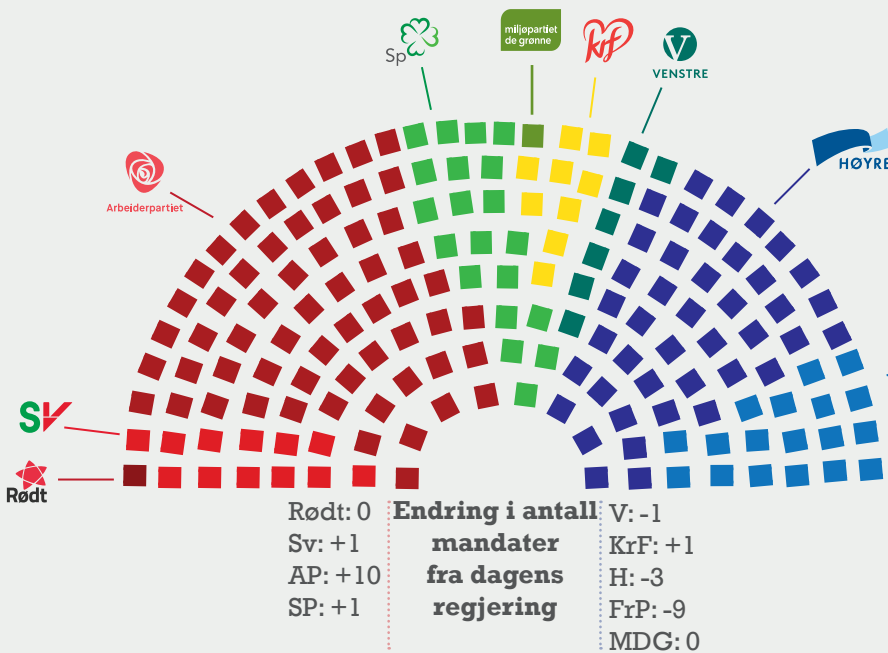 Sp
miljøpartiet
de grønne
krf
V
VENSTRE
HØYRE
Arbeiderpartiet
SV
Rødt
Rødt: 0
Sv: +1
AP: +10
SP: +1
Endring i antall
mandater
fra dagens
regjering
V: -1
KrF: +1
H: -3
FrP: -9
MDG: 0